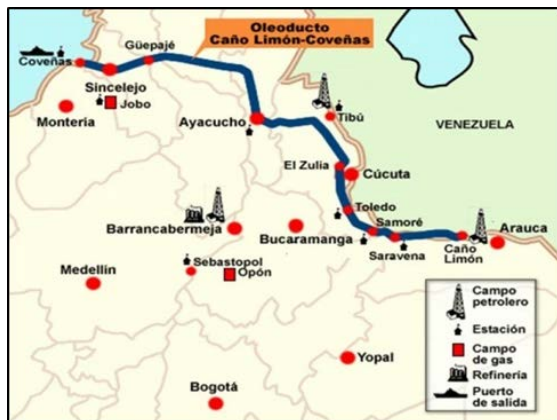 Oleoducto
Caño Limón-Coveñas
Güepajé
Coveñas
Sincelejo
Jobo
Montería
Ayacucho
Tibú
VENEZUELA
El Zulia
Cúcuta
Toledo
Samoré
Arauca
Barrancabermeja
Bucaramanga
Saravena
Caño
Limón
Sebastopol
Opón
Medellín
Campo
petrolero
Estación
Campo
de gas
Refinería
Puerto
de salida
Yopal
Bogotá